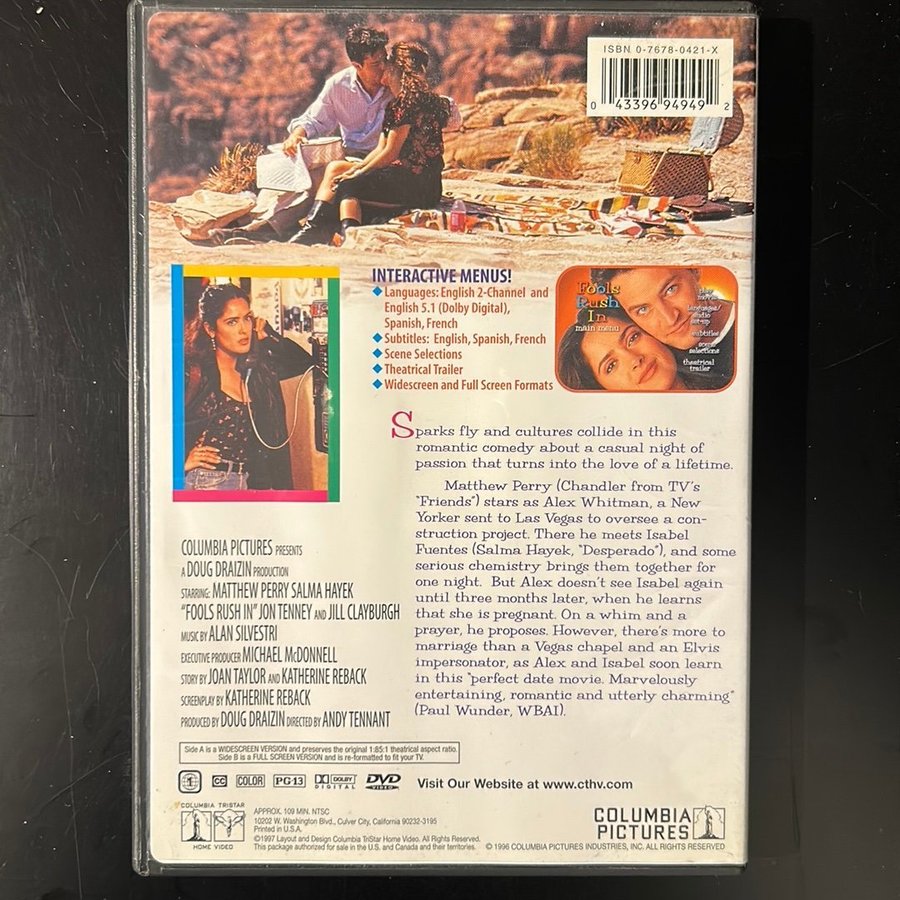 ISBN 0-7678-0421-X
0 43396 94949 2
INTERACTIVE MENUS!
Languages: English 2-Channel and
English 5.1 (Dolby Digital),
Spanish, French
Subtitles: English, Spanish, French
Scene Selections
Theatrical Trailer
Widescreen and Full Screen Formats
Fools
Rush
In
main menu
play
movie
languages/
audio
set-up
subtitles
scene
selections
theatrical
trailer
Sparks fly and cultures collide in this
romantic comedy about a casual night of
passion that turns into the love of a lifetime.
Matthew Perry (Chandler from TV's
"Friends") stars as Alex Whitman, a New
Yorker sent to Las Vegas to oversee a con-
struction project. There he meets Isabel
Fuentes (Salma Hayek, "Desperado"), and some
serious chemistry brings them together for
one night. But Alex doesn't see Isabel again
until three months later, when he learns
that she is pregnant. On a whim and a
prayer, he proposes. However, there's more to
marriage than a Vegas chapel and an Elvis
impersonator, as Alex and Isabel soon learn
in this "perfect date movie. Marvelously
entertaining, romantic and utterly charming"
(Paul Wunder, WBAI).
COLUMBIA PICTURES PRESENTS
A DOUG DRAIZIN PRODUCTION
STARRING: MATTHEW PERRY SALMA HAYEK
"FOOLS RUSH IN" JON TENNEY AND JILL CLAYBURGH
MUSIC BY ALAN SILVESTRI
EXECUTIVE PRODUCER MICHAEL McDONNELL
STORY BY JOAN TAYLOR AND KATHERINE REBACK
SCREENPLAY BY KATHERINE REBACK
PRODUCED BY DOUG DRAIZIN DIRECTED BY ANDY TENNANT
Side A is a WIDESCREEN VERSION and preserves the original 1:85:1 theatrical aspect ratio.
Side B is a FULL SCREEN VERSION and is re-formatted to fit your TV.
1 CC COLOR PG-13 DOLBY DIGITAL DVD VIDEO Visit Our Website at www.cthv.com
COLUMBIA TRISTAR
HOME VIDEO
APPROX. 109 MIN. NTSC
10202 W. Washington Blvd., Culver City, California 90232-3195
Printed in U.S.A.
©1997 Layout and Design Columbia TriStar Home Video. All Rights Reserved.
This package authorized for sale in the U.S. and Canada and their territories.
COLUMBIA
PICTURES
© 1996 COLUMBIA PICTURES INDUSTRIES, INC. ALL RIGHTS RESERVED